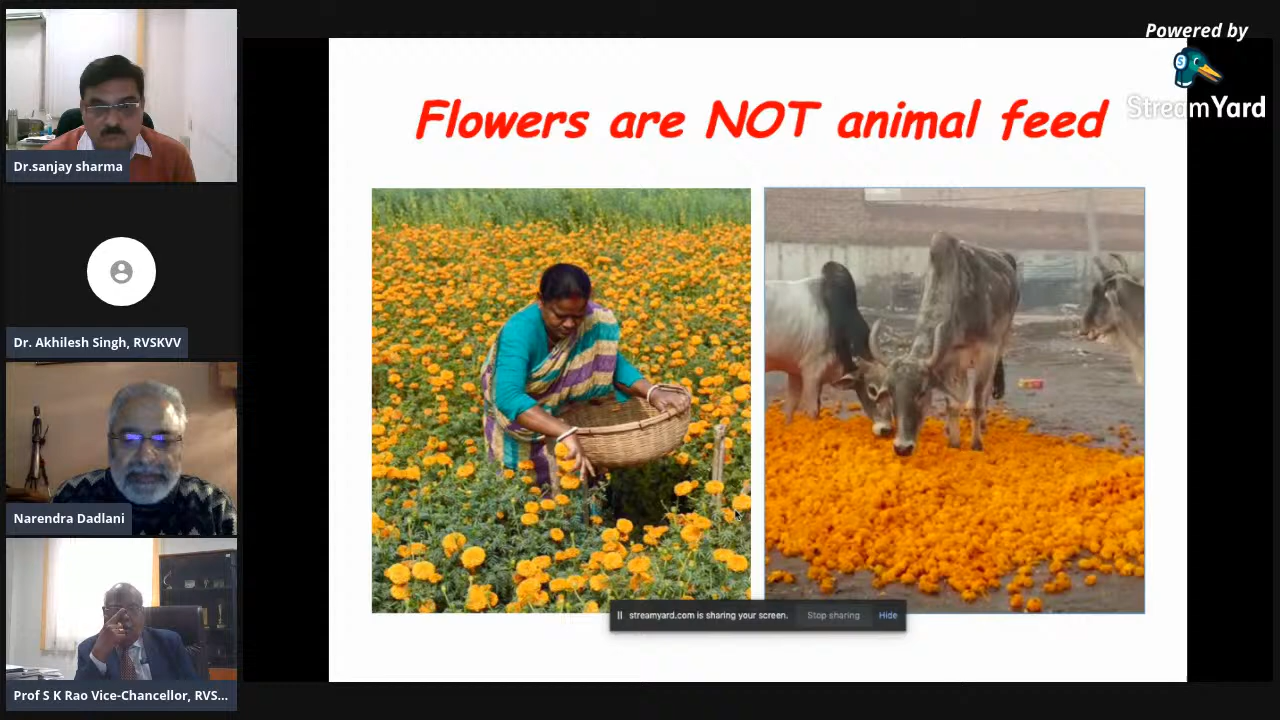 Powered by
StreamYard
Dr.sanjay sharma
Dr. Akhilesh Singh, RVSKVV
Narendra Dadlani
Prof S K Rao Vice-Chancellor, RVS...
Flowers are NOT animal feed
streamyard.com is sharing your screen. Stop sharing Hide